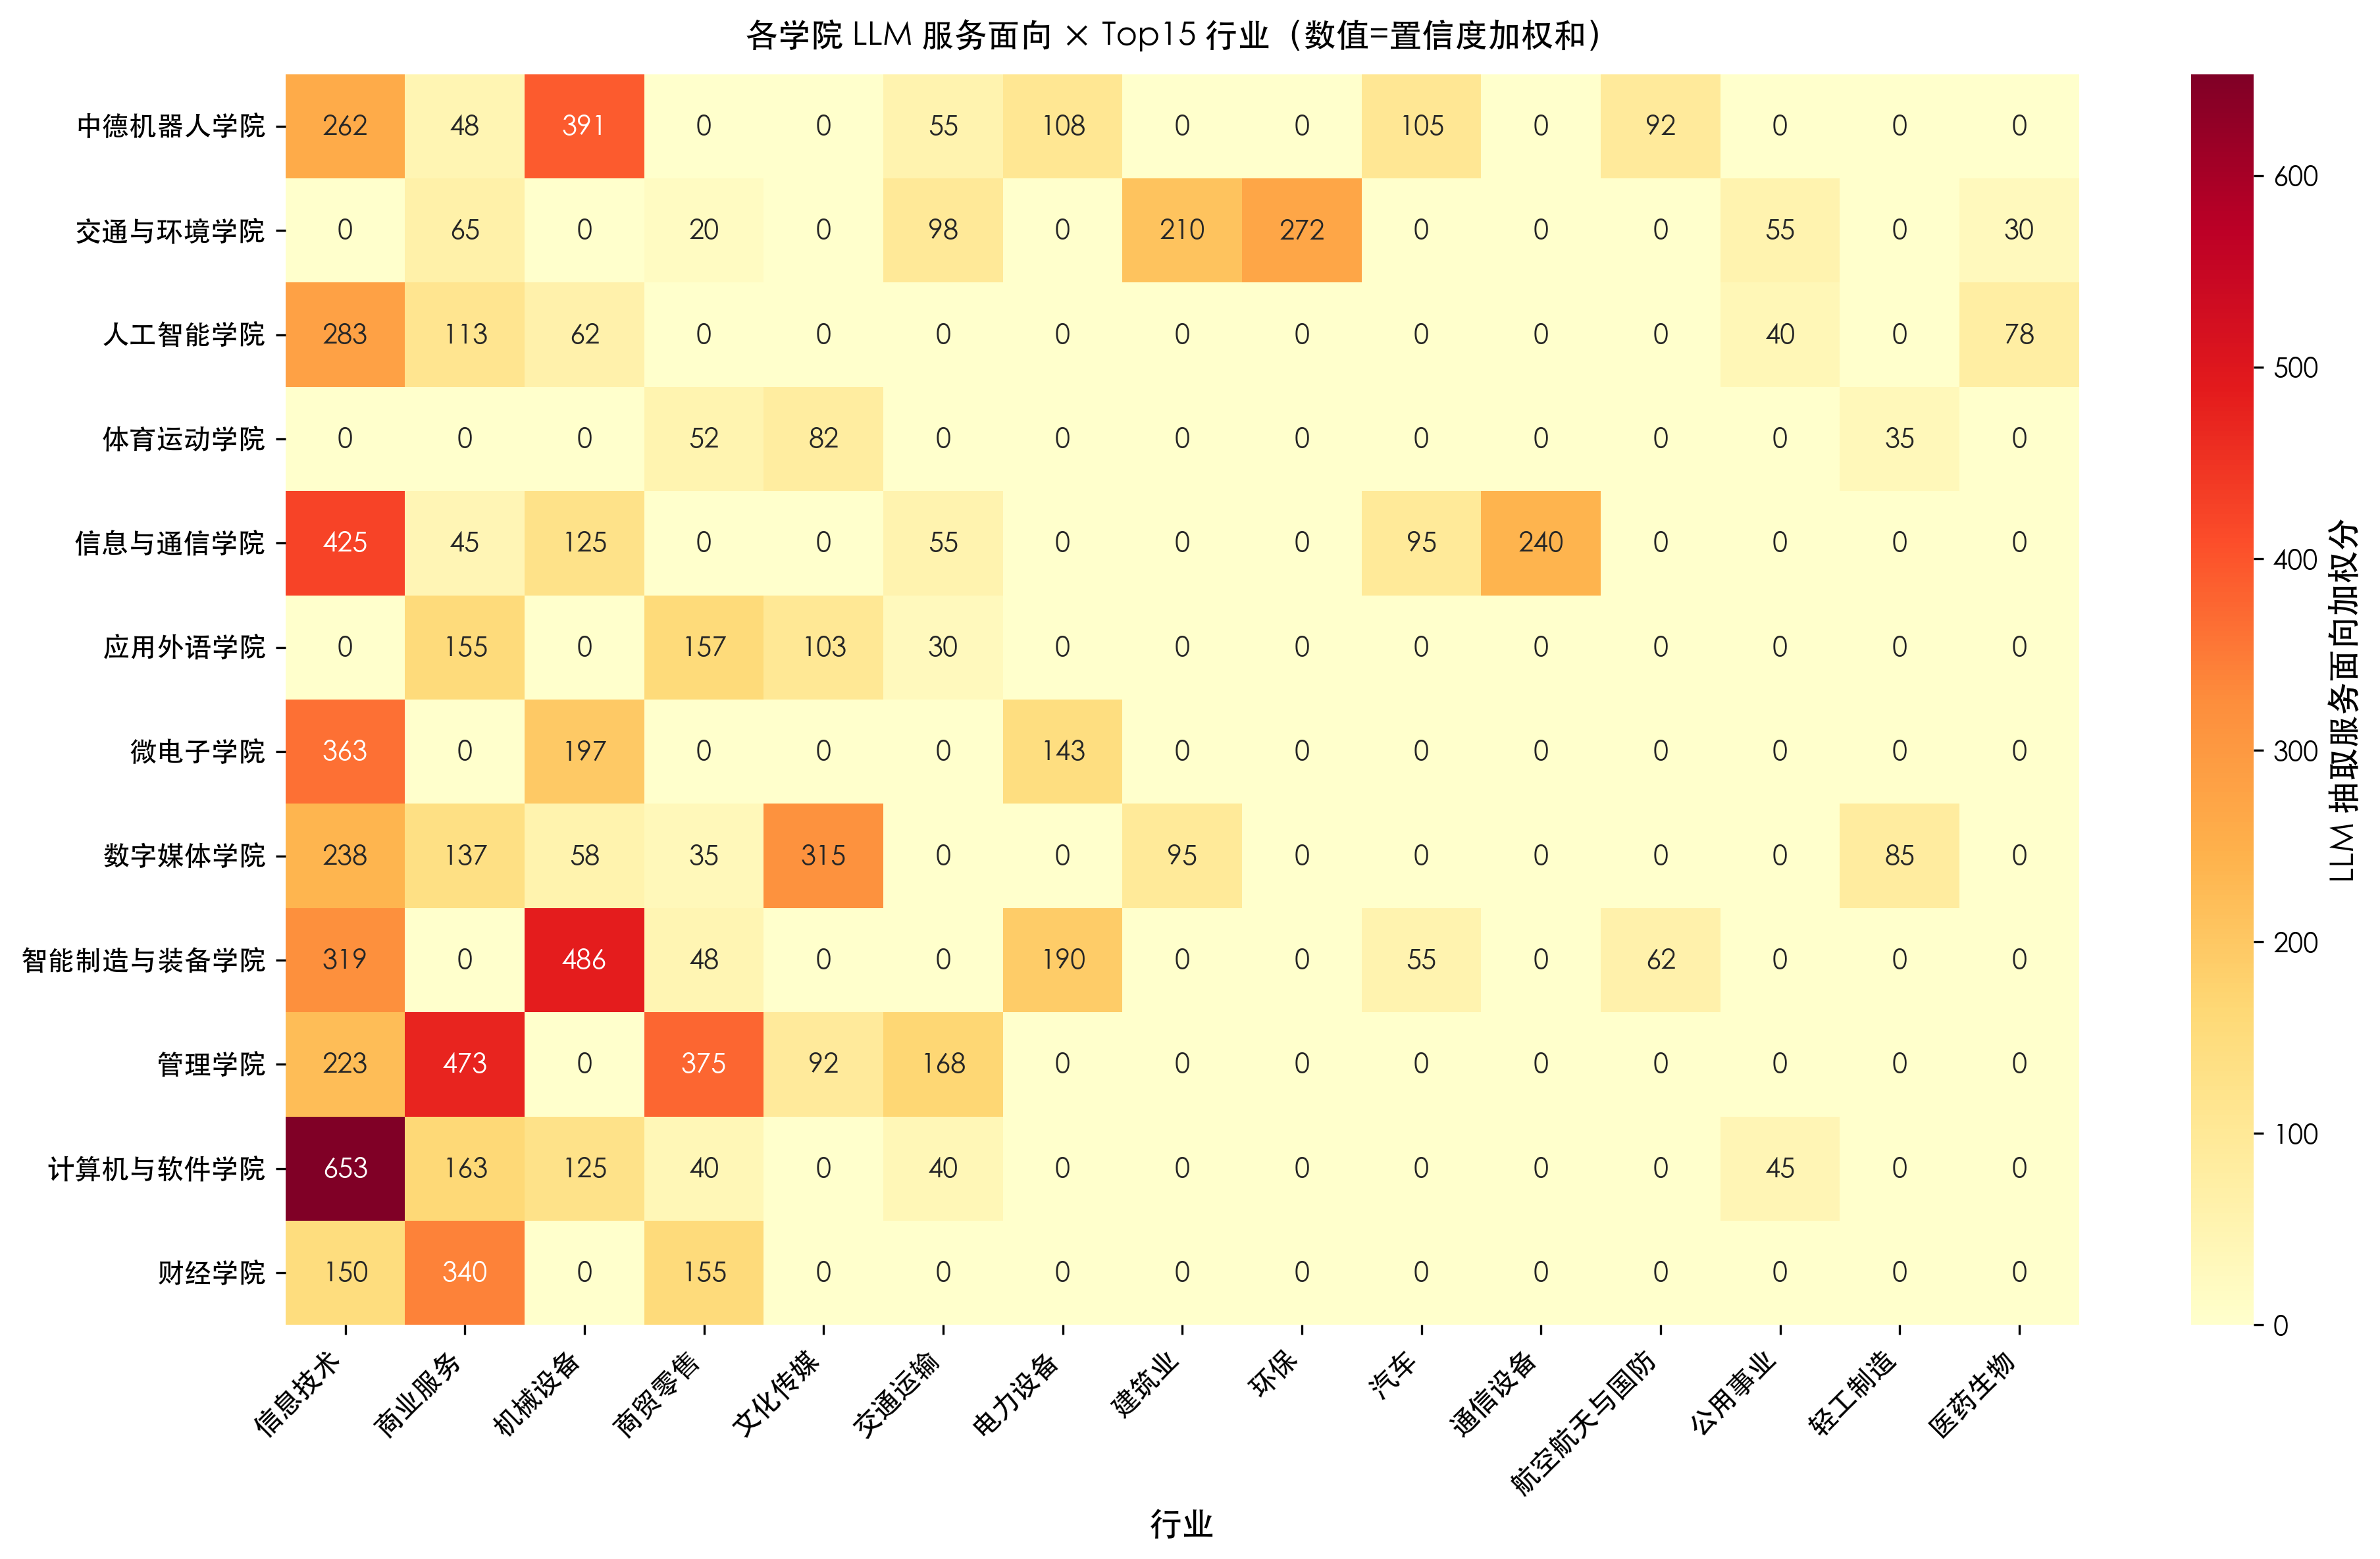 各学院 LLM 服务面向 × Top15 行业（数值=置信度加权和）
中德机器人学院 262 48 391 0 0 55 108 0 0 105 0 92 0 0 0
交通与环境学院 0 65 0 20 0 98 0 210 272 0 0 0 55 0 30
人工智能学院 283 113 62 0 0 0 0 0 0 0 0 0 40 0 78
体育运动学院 0 0 0 52 82 0 0 0 0 0 0 0 0 35 0
信息与通信学院 425 45 125 0 0 55 0 0 0 95 240 0 0 0 0
应用外语学院 0 155 0 157 103 30 0 0 0 0 0 0 0 0 0
微电子学院 363 0 197 0 0 0 143 0 0 0 0 0 0 0 0
数字媒体学院 238 137 58 35 315 0 0 95 0 0 0 0 0 85 0
智能制造与装备学院 319 0 486 48 0 0 190 0 0 55 0 62 0 0 0
管理学院 223 473 0 375 92 168 0 0 0 0 0 0 0 0 0
计算机与软件学院 653 163 125 40 0 40 0 0 0 0 0 0 45 0 0
财经学院 150 340 0 155 0 0 0 0 0 0 0 0 0 0 0
信息技术 商业服务 机械设备 商贸零售 文化传媒 交通运输 电力设备 建筑业 环保 汽车 通信设备 航空航天与国防 公用事业 轻工制造 医药生物
行业
600
500
400
300
200
100
0
LLM 抽取服务面向加权分